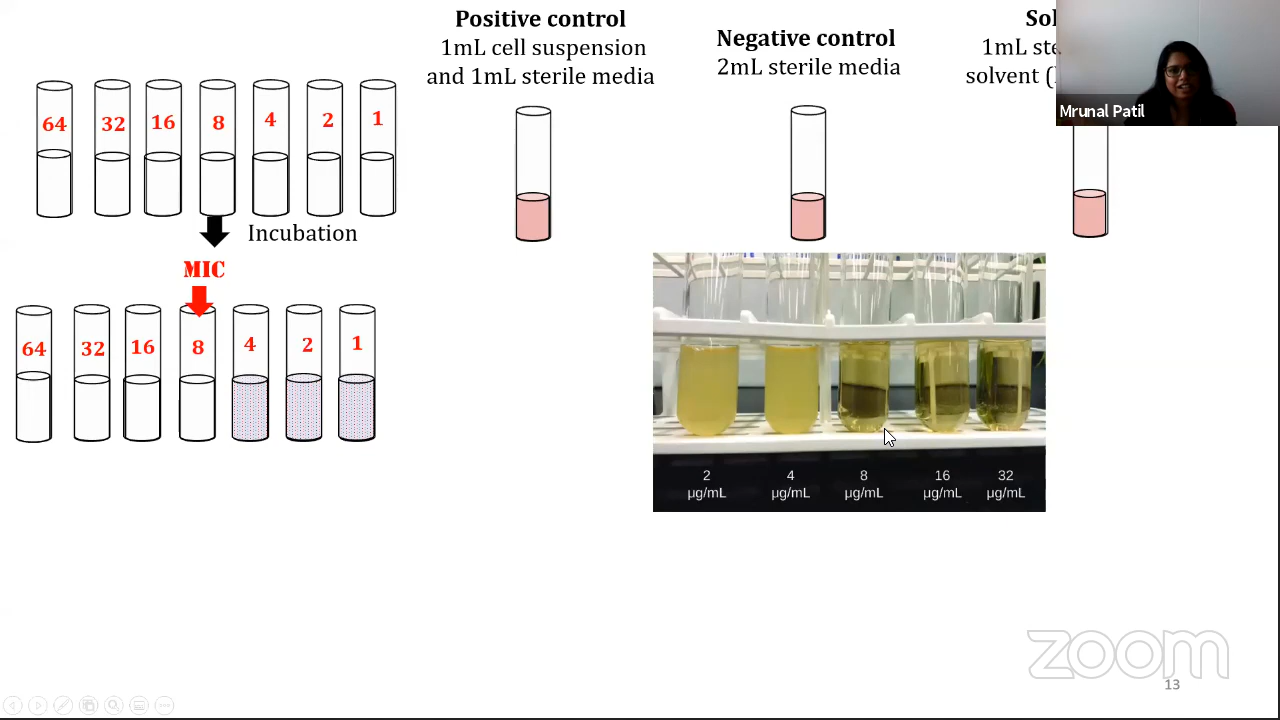 Positive control
1mL cell suspension
and 1mL sterile media
Negative control
2mL sterile media
1mL
solvent
Mrunal Patil
64 32 16 8 4 2 1
Incubation
MIC
64 32 16 8 4 2 1
2 4 8 16 32
µg/mL µg/mL µg/mL µg/mL µg/mL
zoom
13